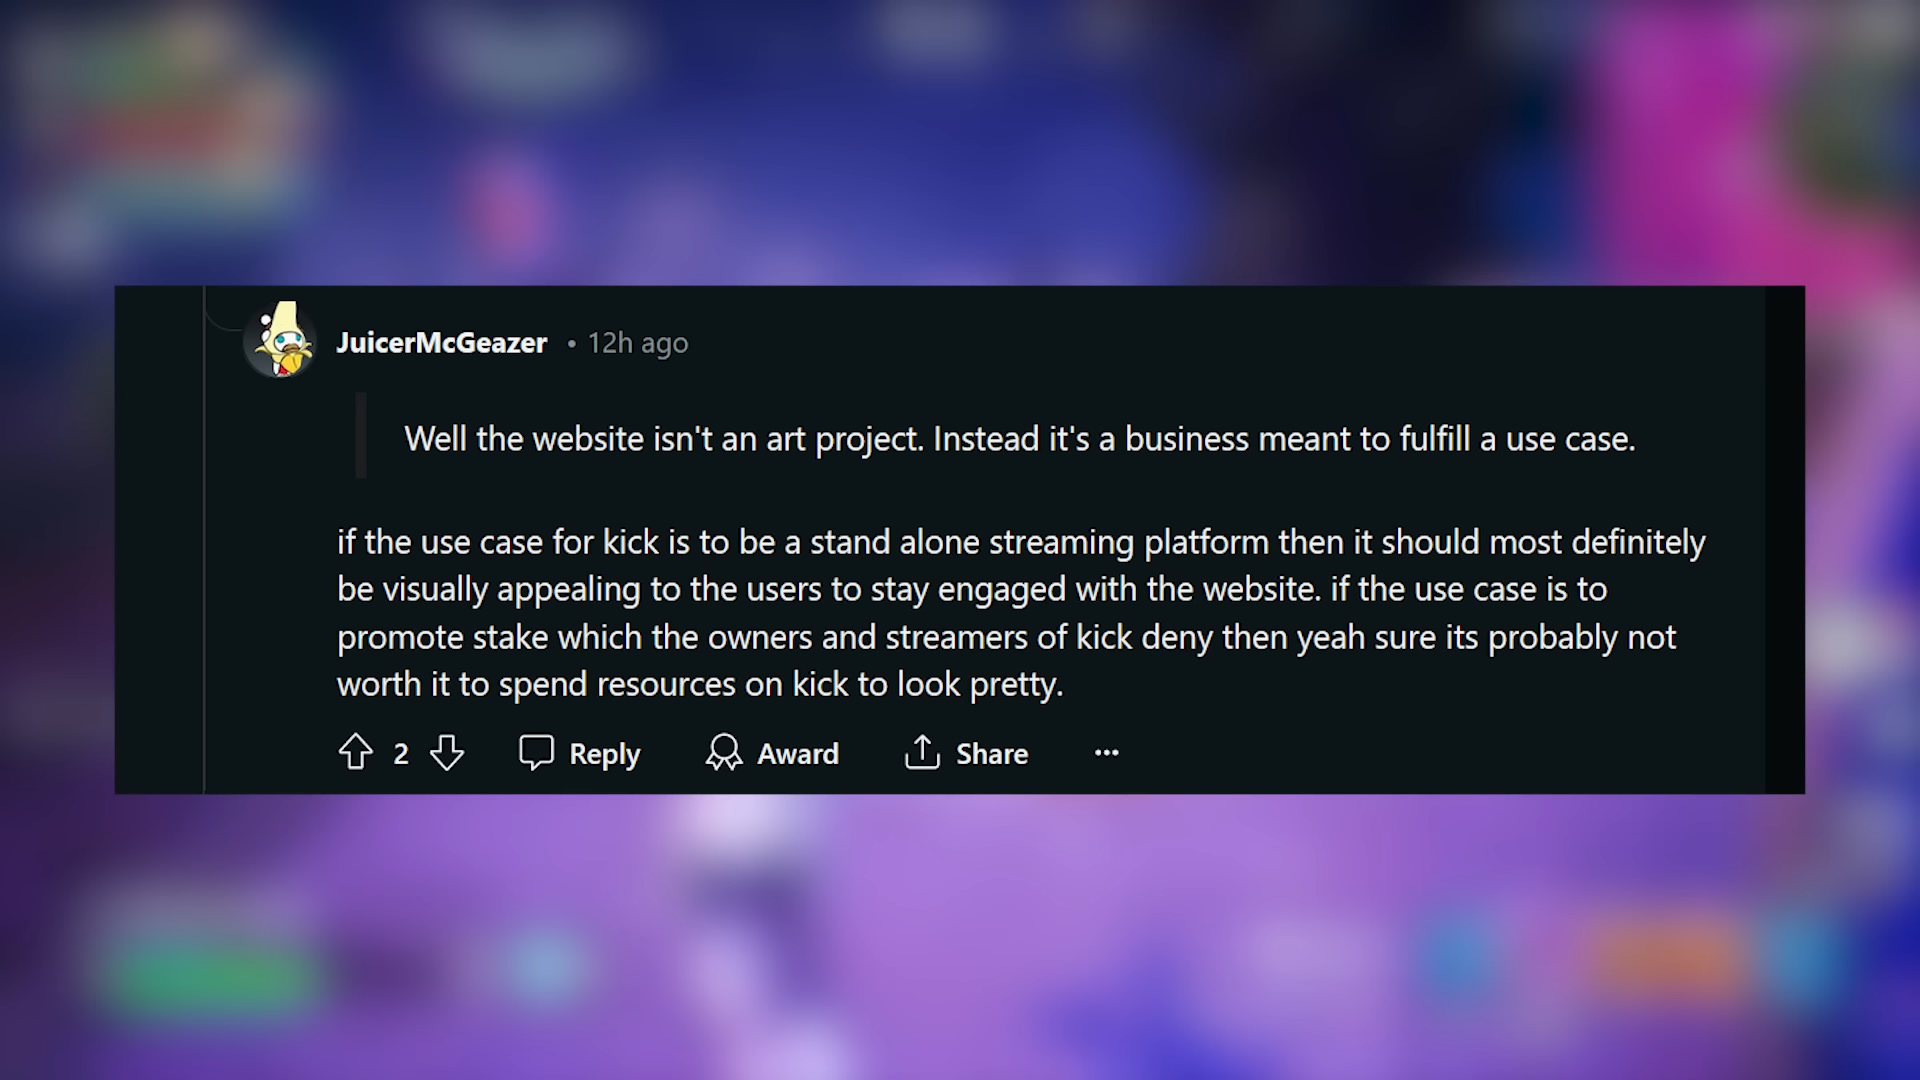 JuicerMcGeazer • 12h ago
Well the website isn't an art project. Instead it's a business meant to fulfill a use case.
if the use case for kick is to be a stand alone streaming platform then it should most definitely
be visually appealing to the users to stay engaged with the website. if the use case is to
promote stake which the owners and streamers of kick deny then yeah sure its probably not
worth it to spend resources on kick to look pretty.
2 Reply Award Share ...